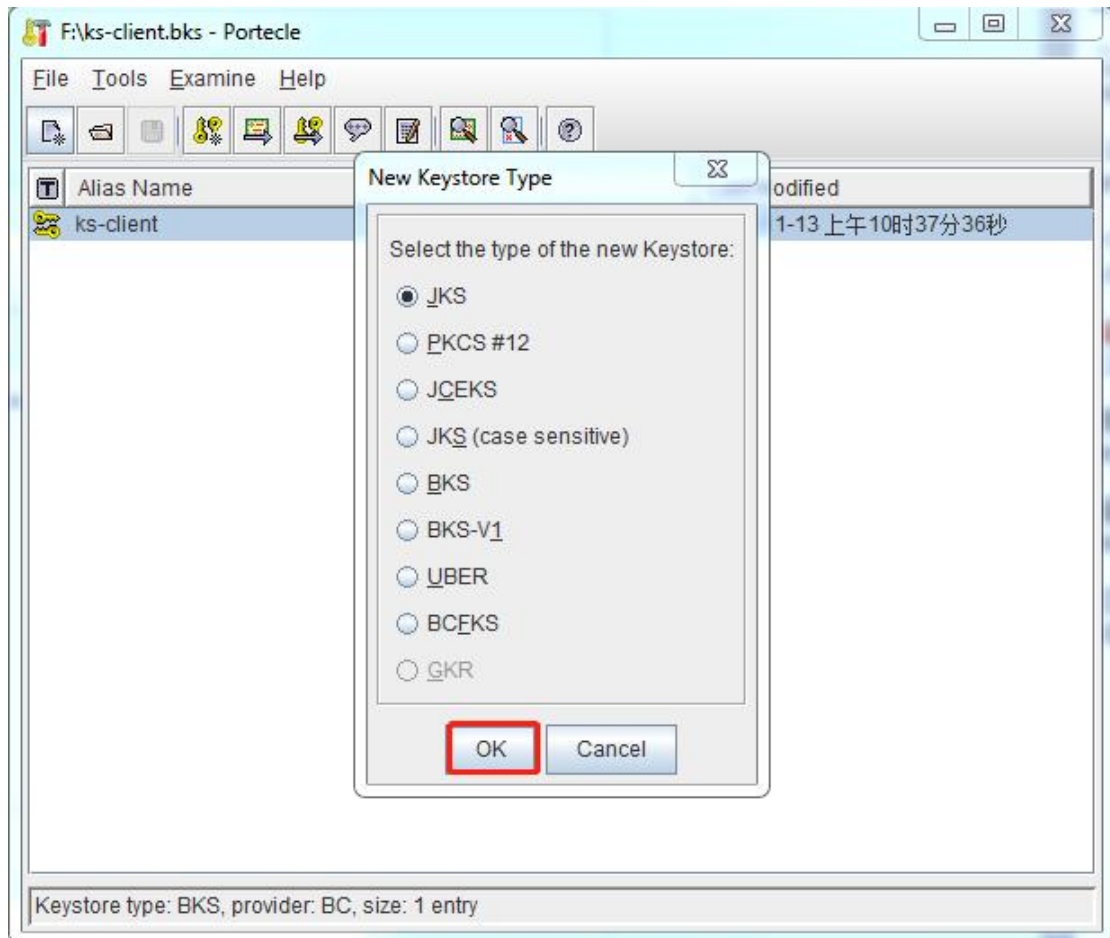 F:\ks-client.bks - Portecle
File Tools Examine Help
Alias Name
odified
ks-client
1-13 上午10时37分36秒
New Keystore Type
Select the type of the new Keystore:
JKS
PKCS #12
JCEKS
JKS (case sensitive)
BKS
BKS-V1
UBER
BCFKS
GKR
OK Cancel
Keystore type: BKS, provider: BC, size: 1 entry